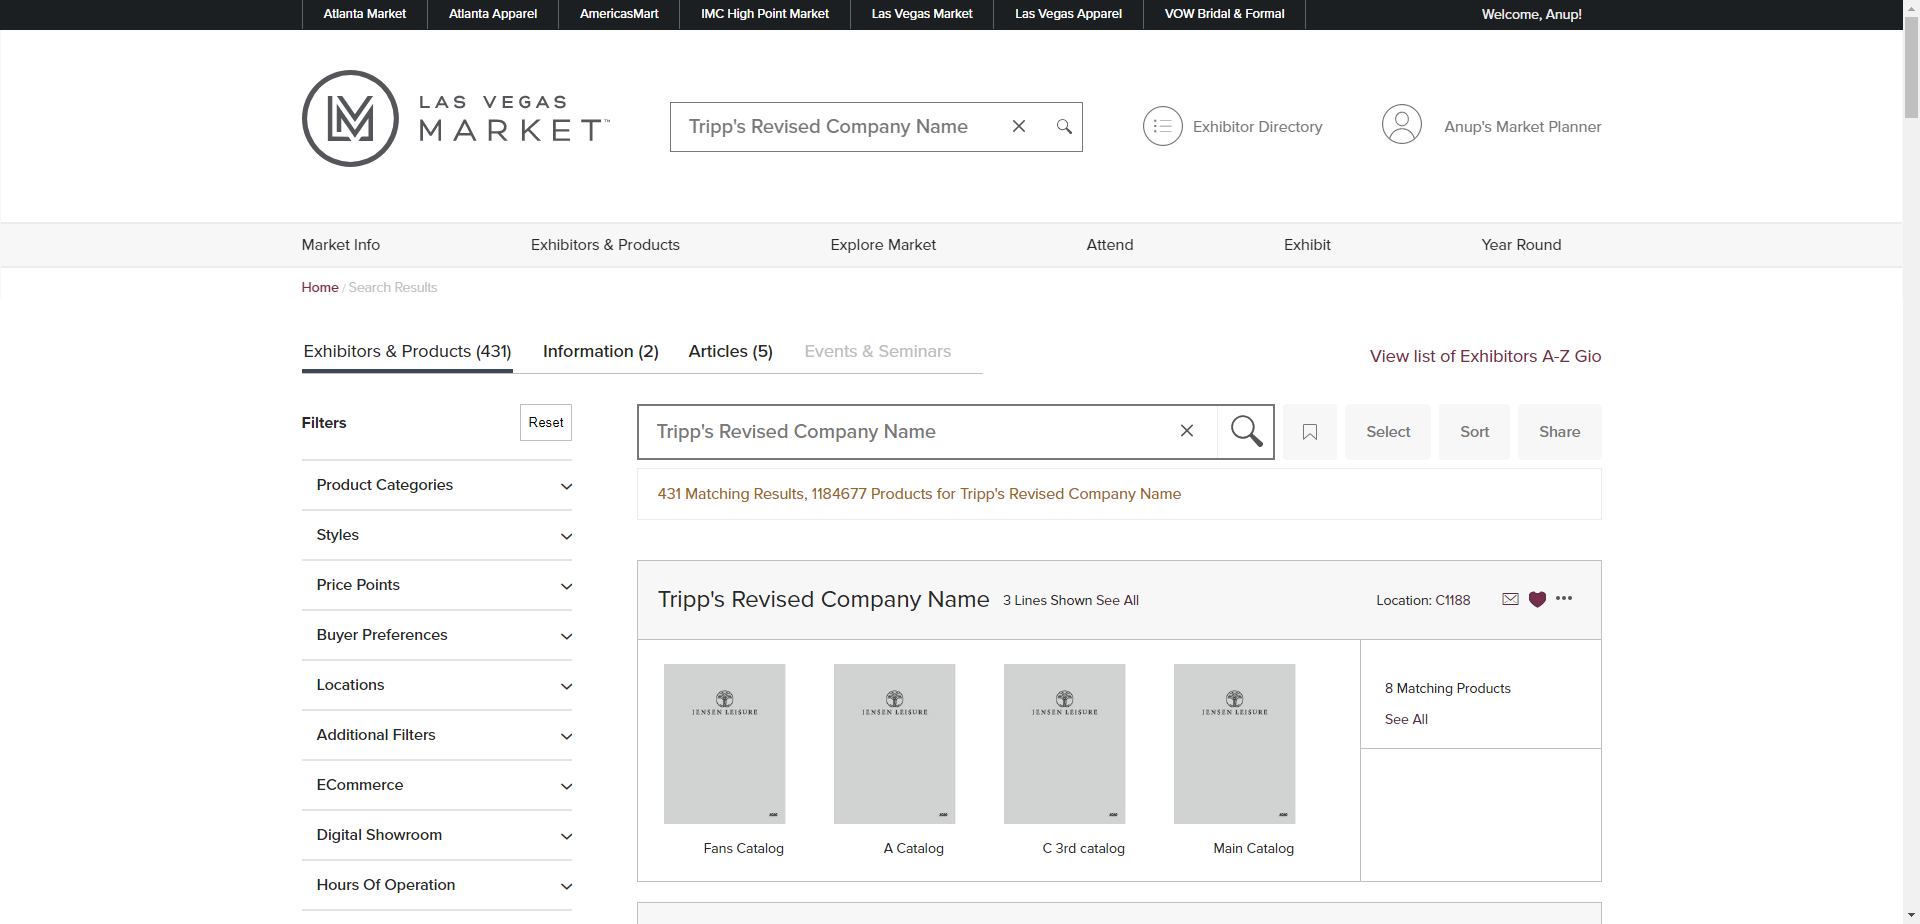 Atlanta Market
Atlanta Apparel
AmericasMart
IMC High Point Market
Las Vegas Market
Las Vegas Apparel
VOW Bridal & Formal
Welcome, Anup!
LAS VEGAS
MARKET™
Tripp's Revised Company Name
Exhibitor Directory
Anup's Market Planner
Market Info
Exhibitors & Products
Explore Market
Attend
Exhibit
Year Round
Home / Search Results
Exhibitors & Products (431)
Information (2)
Articles (5)
Events & Seminars
View list of Exhibitors A-Z Gio
Filters
Reset
Product Categories
Styles
Price Points
Buyer Preferences
Locations
Additional Filters
ECommerce
Digital Showroom
Hours Of Operation
Tripp's Revised Company Name
Select
Sort
Share
431 Matching Results, 1184677 Products for Tripp's Revised Company Name
Tripp's Revised Company Name
3 Lines Shown See All
Location: C1188
JENSEN LEISURE
JENSEN LEISURE
JENSEN LEISURE
JENSEN LEISURE
Fans Catalog
A Catalog
C 3rd catalog
Main Catalog
8 Matching Products
See All